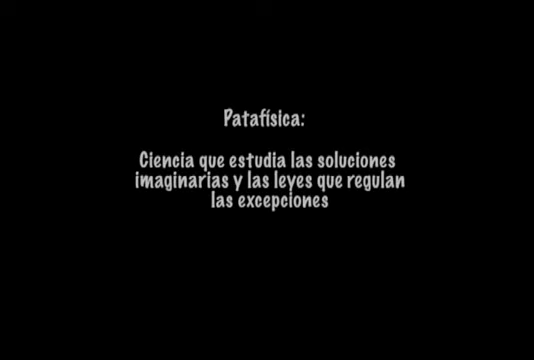 Patafísica:
Ciencia que estudia las soluciones
imaginarias y las leyes que regulan
las excepciones